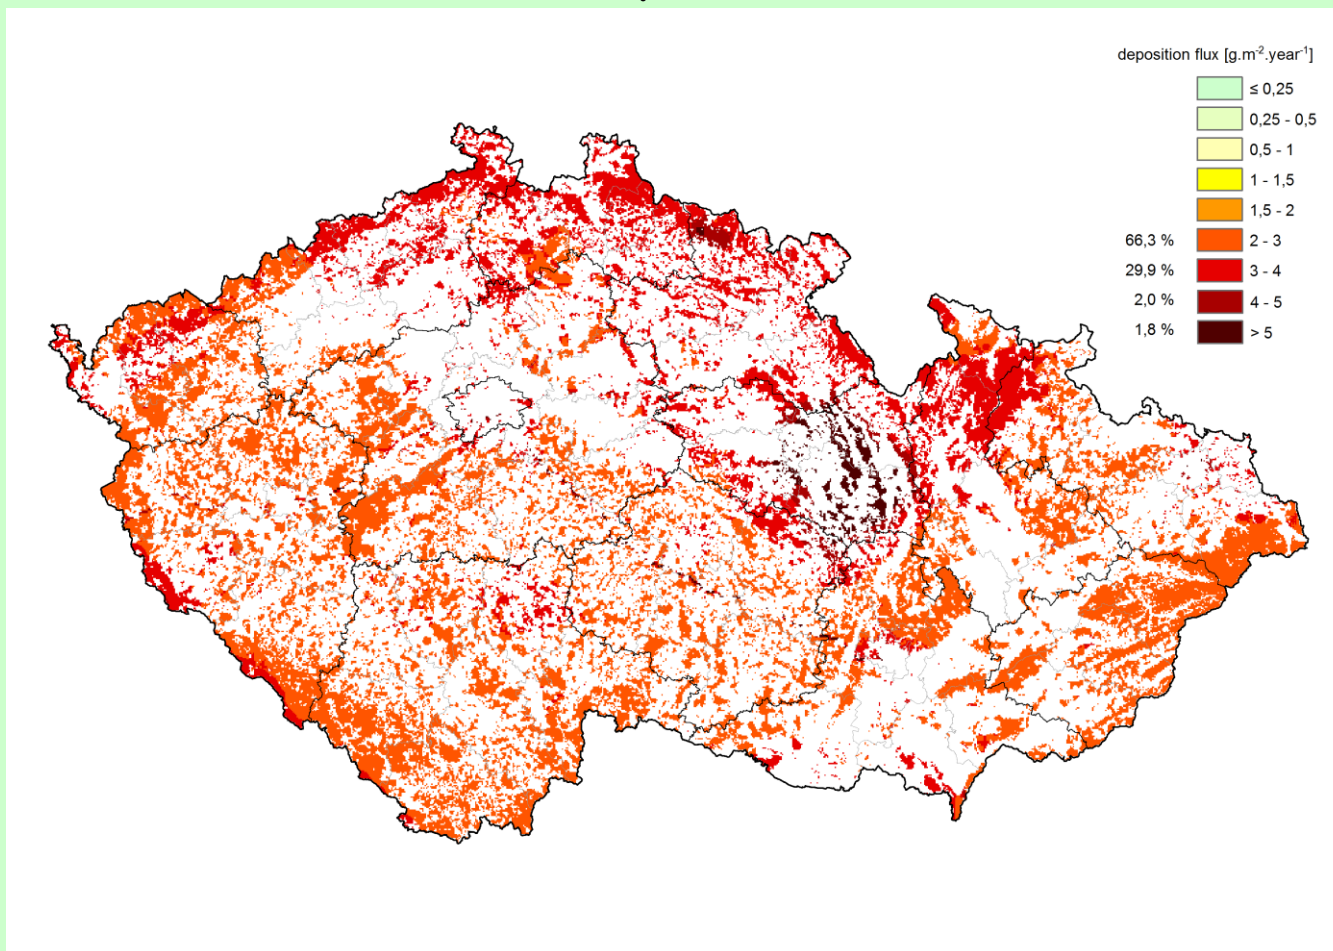 deposition flux [g.m⁻².year⁻¹]
≤ 0,25
0,25 - 0,5
0,5 - 1
1 - 1,5
1,5 - 2
66,3 % 2 - 3
29,9 % 3 - 4
2,0 % 4 - 5
1,8 % > 5